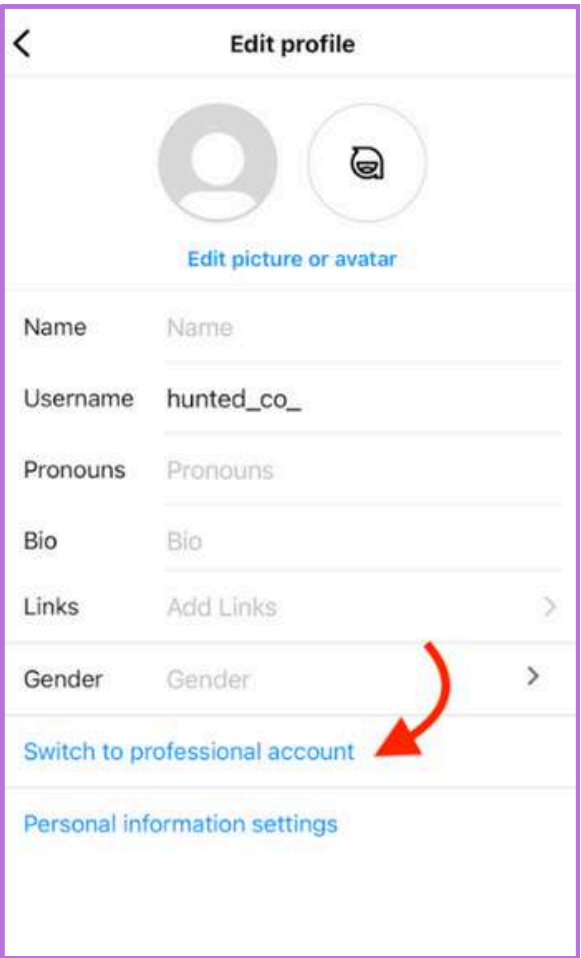 Edit profile
Edit picture or avatar
Name Name
Username hunted_co_
Pronouns Pronouns
Bio Bio
Links Add Links
Gender Gender
Switch to professional account
Personal information settings